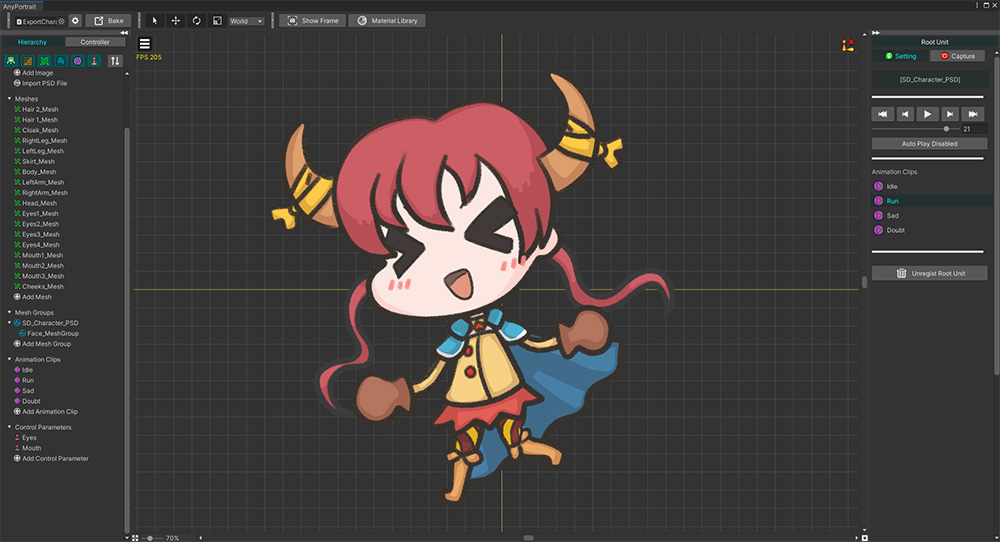 AnyPortrait
ExportChar
Bake
World
Show Frame
Material Library
Hierarchy
Controller
FPS 205
Add Image
Import PSD File
Meshes
Hair 2_Mesh
Hair 1_Mesh
Cloak_Mesh
RightLeg_Mesh
LeftLeg_Mesh
Skirt_Mesh
Body_Mesh
LeftArm_Mesh
RightArm_Mesh
Head_Mesh
Eyes1_Mesh
Eyes2_Mesh
Eyes3_Mesh
Eyes4_Mesh
Mouth1_Mesh
Mouth2_Mesh
Mouth3_Mesh
Cheeks_Mesh
Add Mesh
Mesh Groups
SD_Character_PSD
Face_MeshGroup
Add Mesh Group
Animation Clips
Idle
Run
Sad
Doubt
Add Animation Clip
Control Parameters
Eyes
Mouth
Add Control Parameter
70%
Root Unit
Setting
Capture
[SD_Character_PSD]
21
Auto Play Disabled
Animation Clips
Idle
Run
Sad
Doubt
Unregist Root Unit